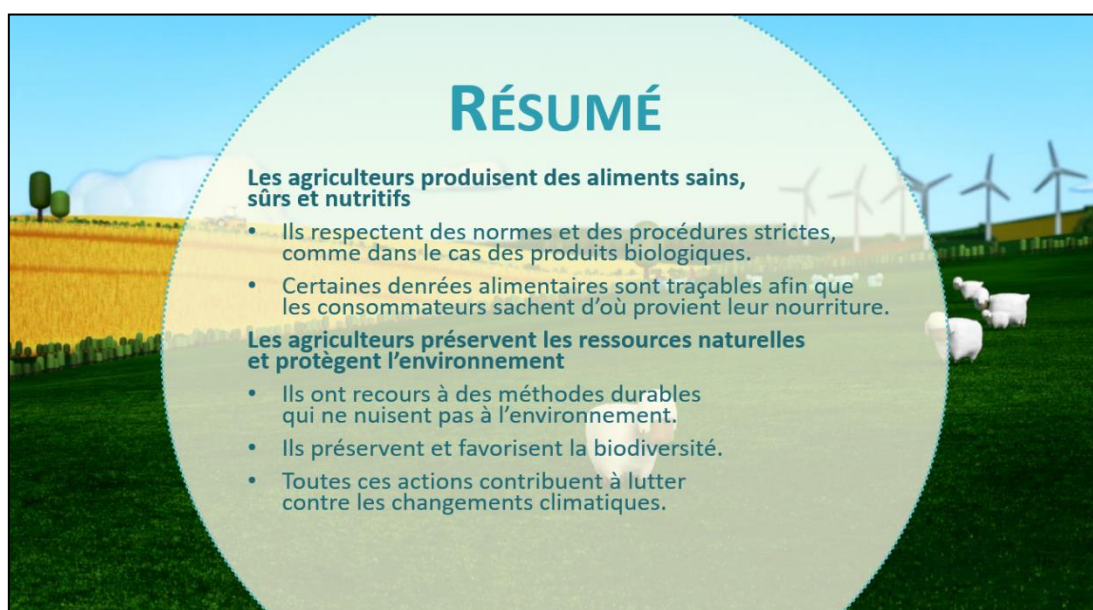 RÉSUMÉ
Les agriculteurs produisent des aliments sains,
sûrs et nutritifs
• Ils respectent des normes et des procédures strictes,
comme dans le cas des produits biologiques.
• Certaines denrées alimentaires sont traçables afin que
les consommateurs sachent d’où provient leur nourriture.
Les agriculteurs préservent les ressources naturelles
et protègent l’environnement
• Ils ont recours à des méthodes durables
qui ne nuisent pas à l’environnement.
• Ils préservent et favorisent la biodiversité.
• Toutes ces actions contribuent à lutter
contre les changements climatiques.